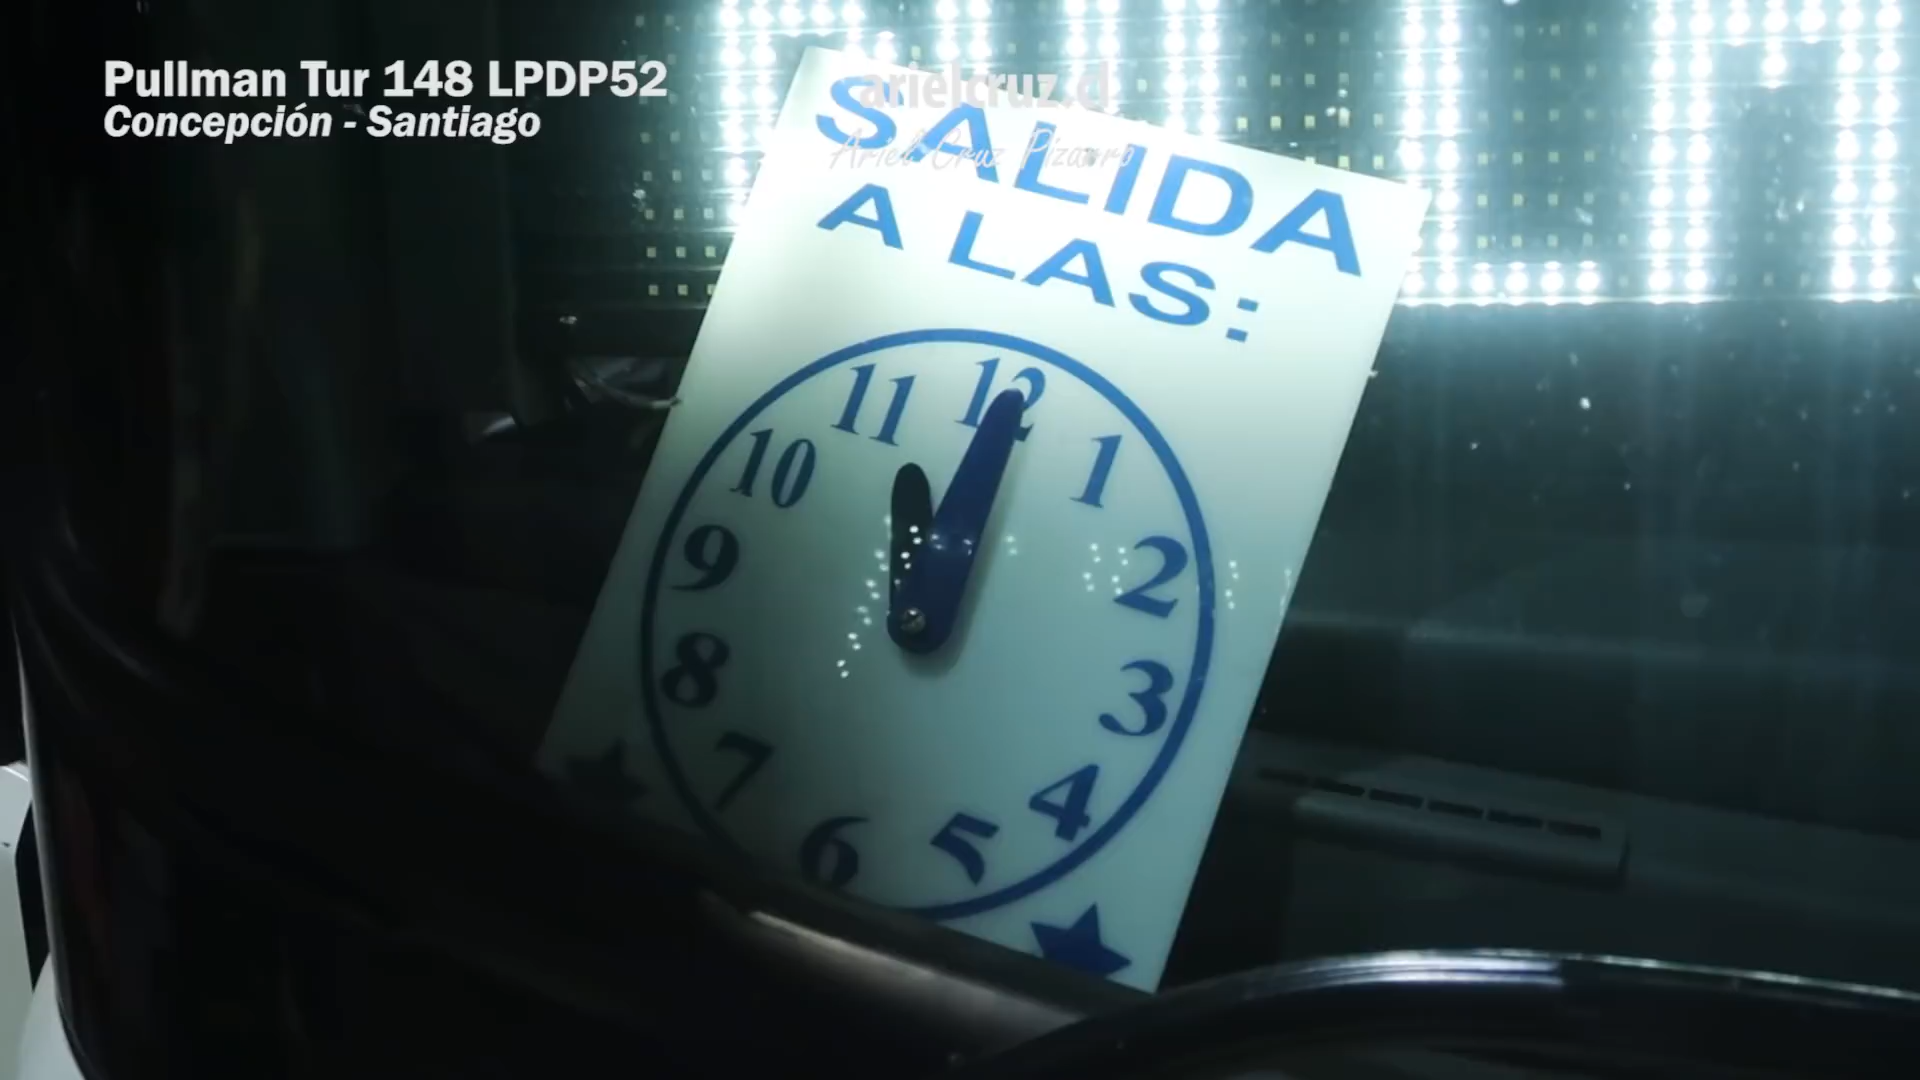 Pullman Tur 148 LPDP52
Concepción - Santiago
arielcruz.cl
Ariel Cruz Pizarro
SALIDA
A LAS:
12
11
1
10
2
9
3
8
4
7
5
6